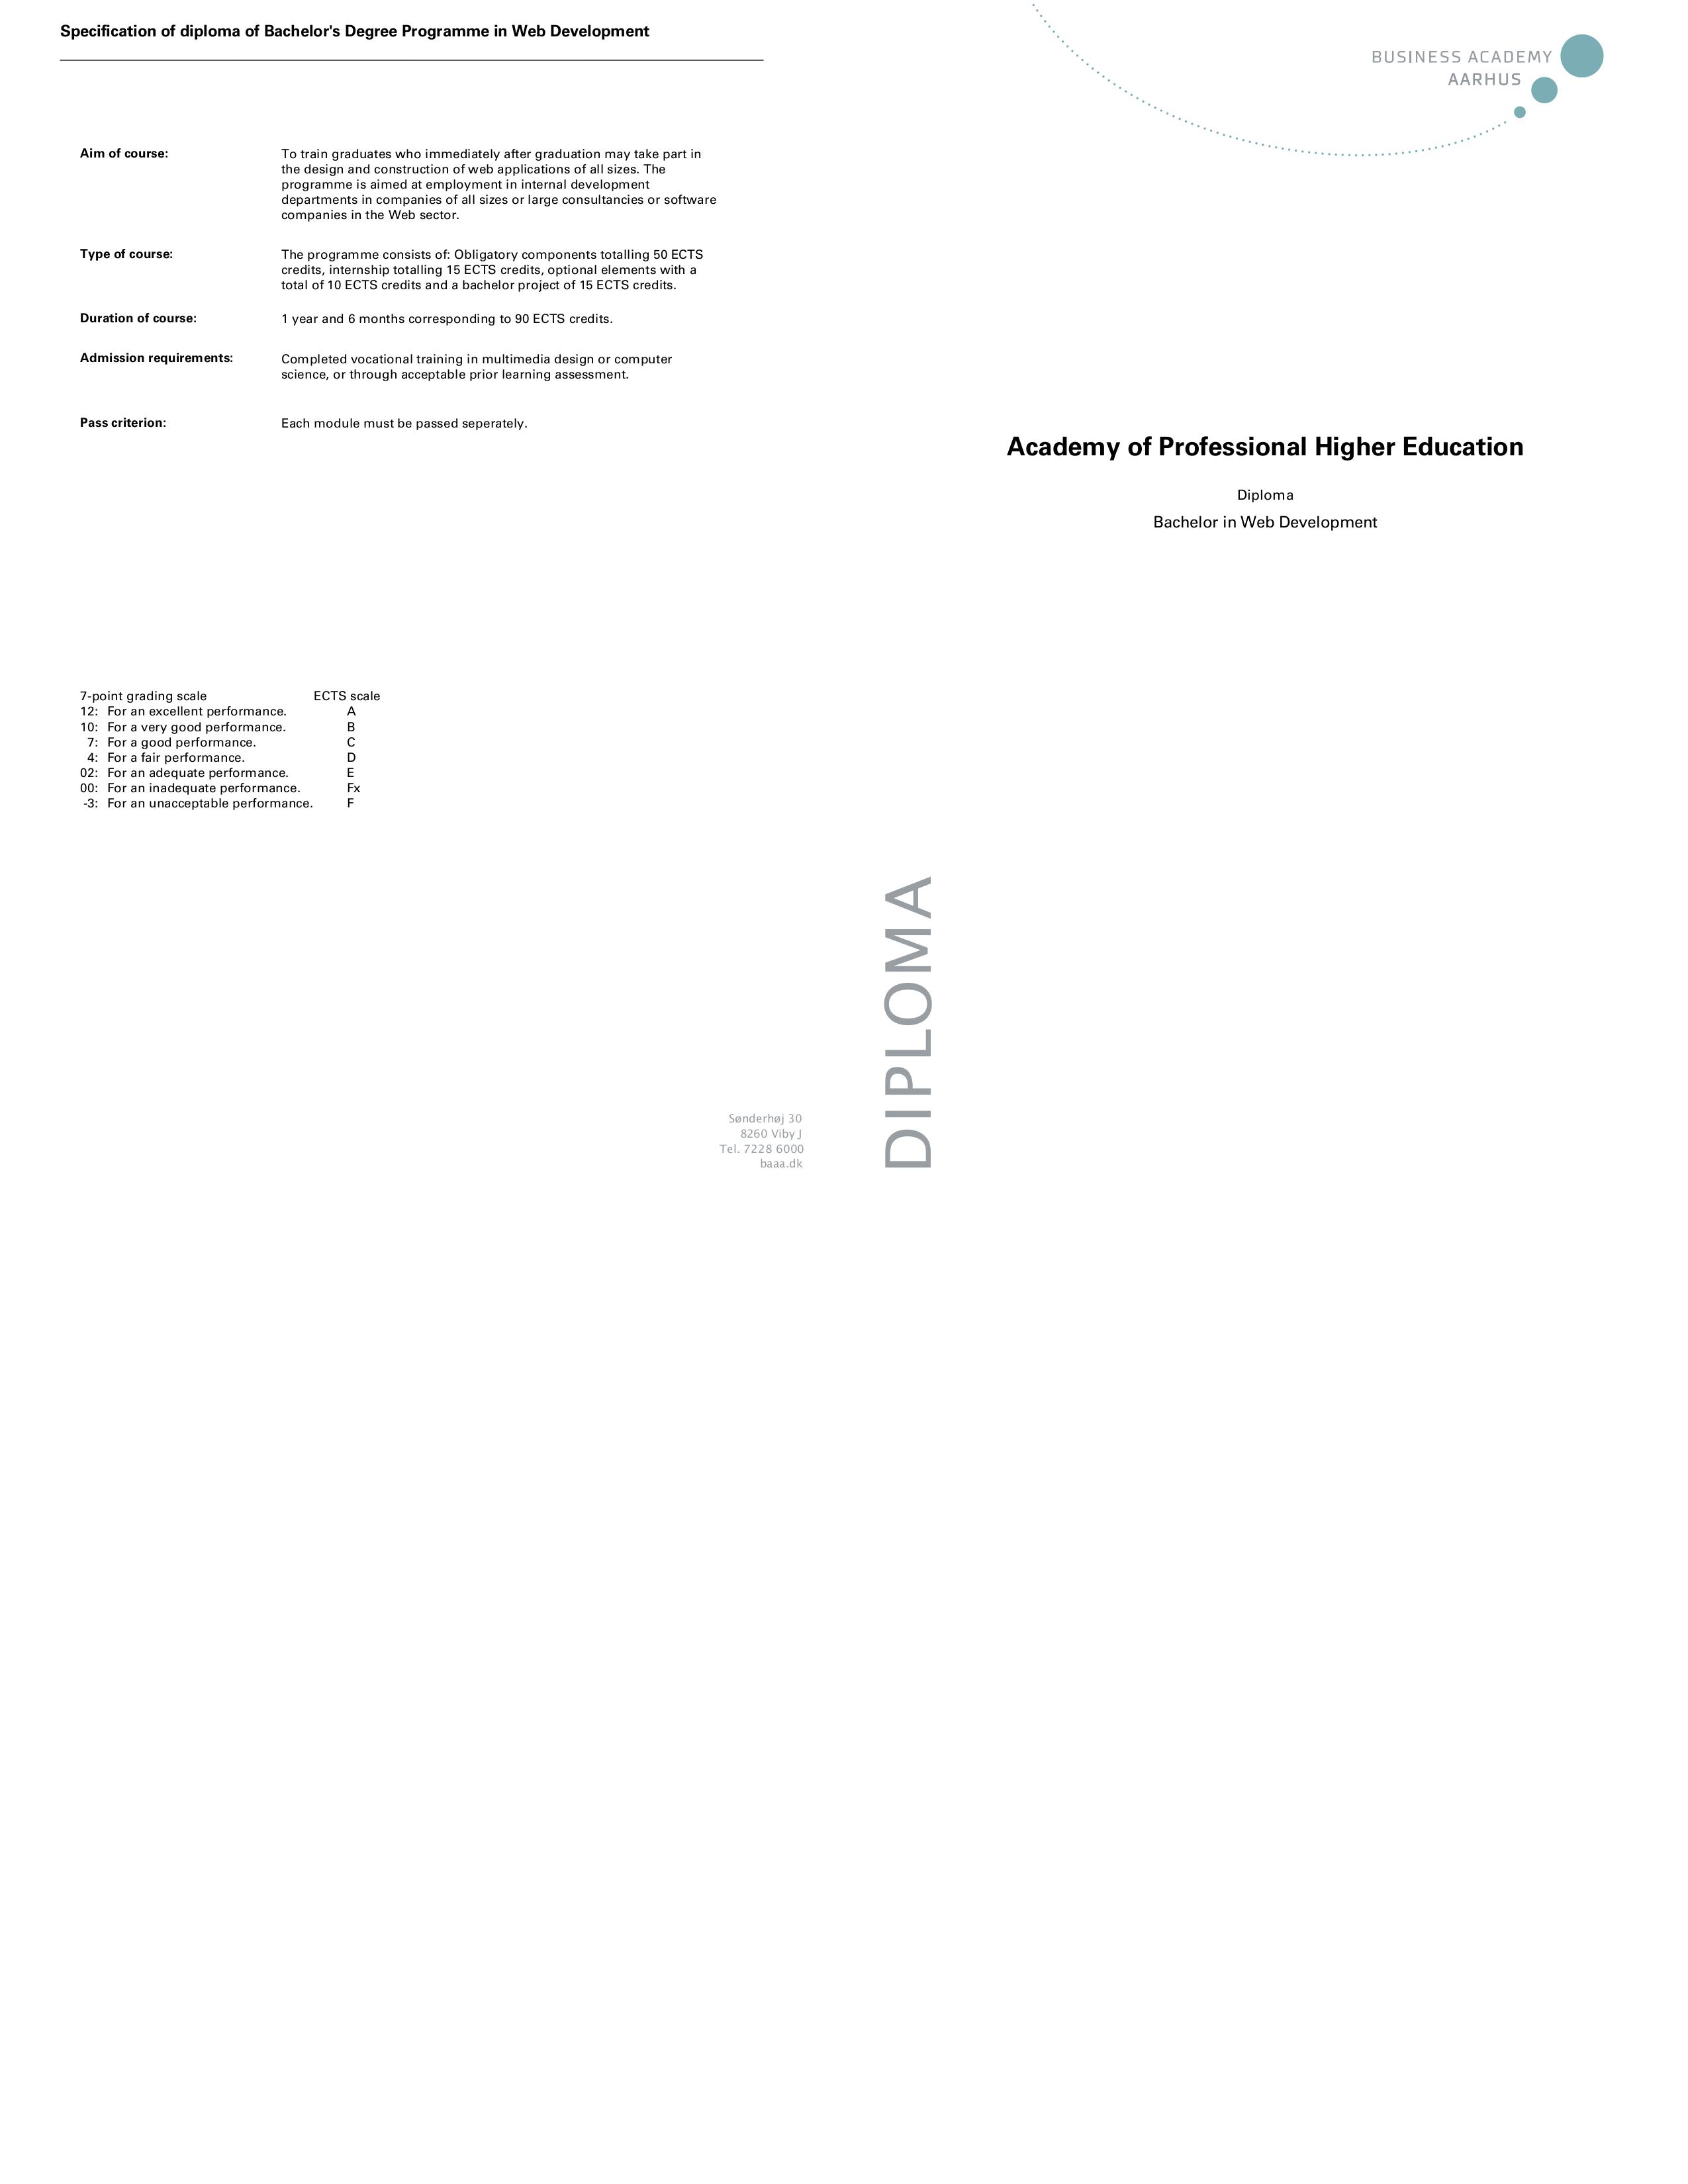 Specification of diploma of Bachelor's Degree Programme in Web Development
Aim of course:
To train graduates who immediately after graduation may take part in
the design and construction of web applications of all sizes. The
programme is aimed at employment in internal development
departments in companies of all sizes or large consultancies or software
companies in the Web sector.
Type of course:
The programme consists of: Obligatory components totalling 50 ECTS
credits, internship totalling 15 ECTS credits, optional elements with a
total of 10 ECTS credits and a bachelor project of 15 ECTS credits.
Duration of course:
1 year and 6 months corresponding to 90 ECTS credits.
Admission requirements:
Completed vocational training in multimedia design or computer
science, or through acceptable prior learning assessment.
Pass criterion:
Each module must be passed seperately.
7-point grading scale ECTS scale
12: For an excellent performance. A
10: For a very good performance. B
7: For a good performance. C
4: For a fair performance. D
02: For an adequate performance. E
00: For an inadequate performance. Fx
-3: For an unacceptable performance. F
Sønderhøj 30
8260 Viby J
Tel. 7228 6000
baaa.dk
BUSINESS ACADEMY
AARHUS
Academy of Professional Higher Education
Diploma
Bachelor in Web Development
DIPLOMA